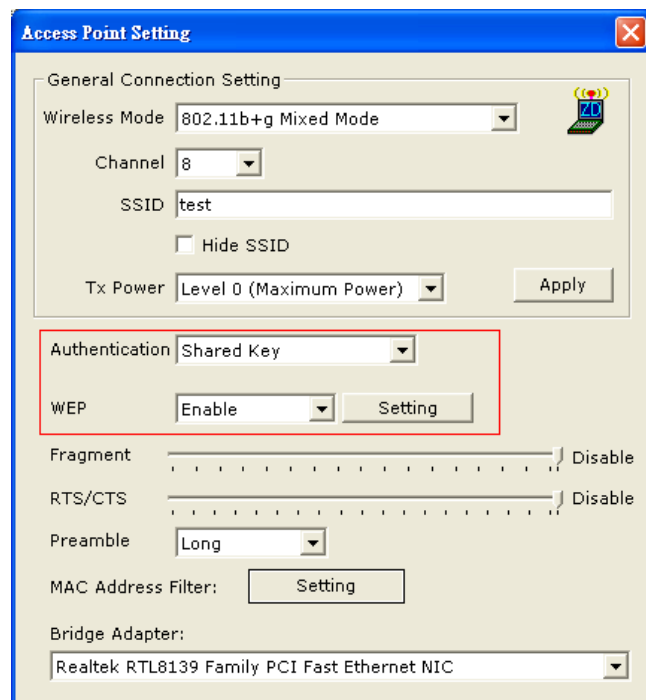 Access Point Setting
General Connection Setting
ZD
Wireless Mode 802.11b+g Mixed Mode
Channel 8
SSID test
Hide SSID
Tx Power Level 0 (Maximum Power) Apply
Authentication Shared Key
WEP Enable Setting
Fragment Disable
RTS/CTS Disable
Preamble Long
MAC Address Filter: Setting
Bridge Adapter:
Realtek RTL8139 Family PCI Fast Ethernet NIC